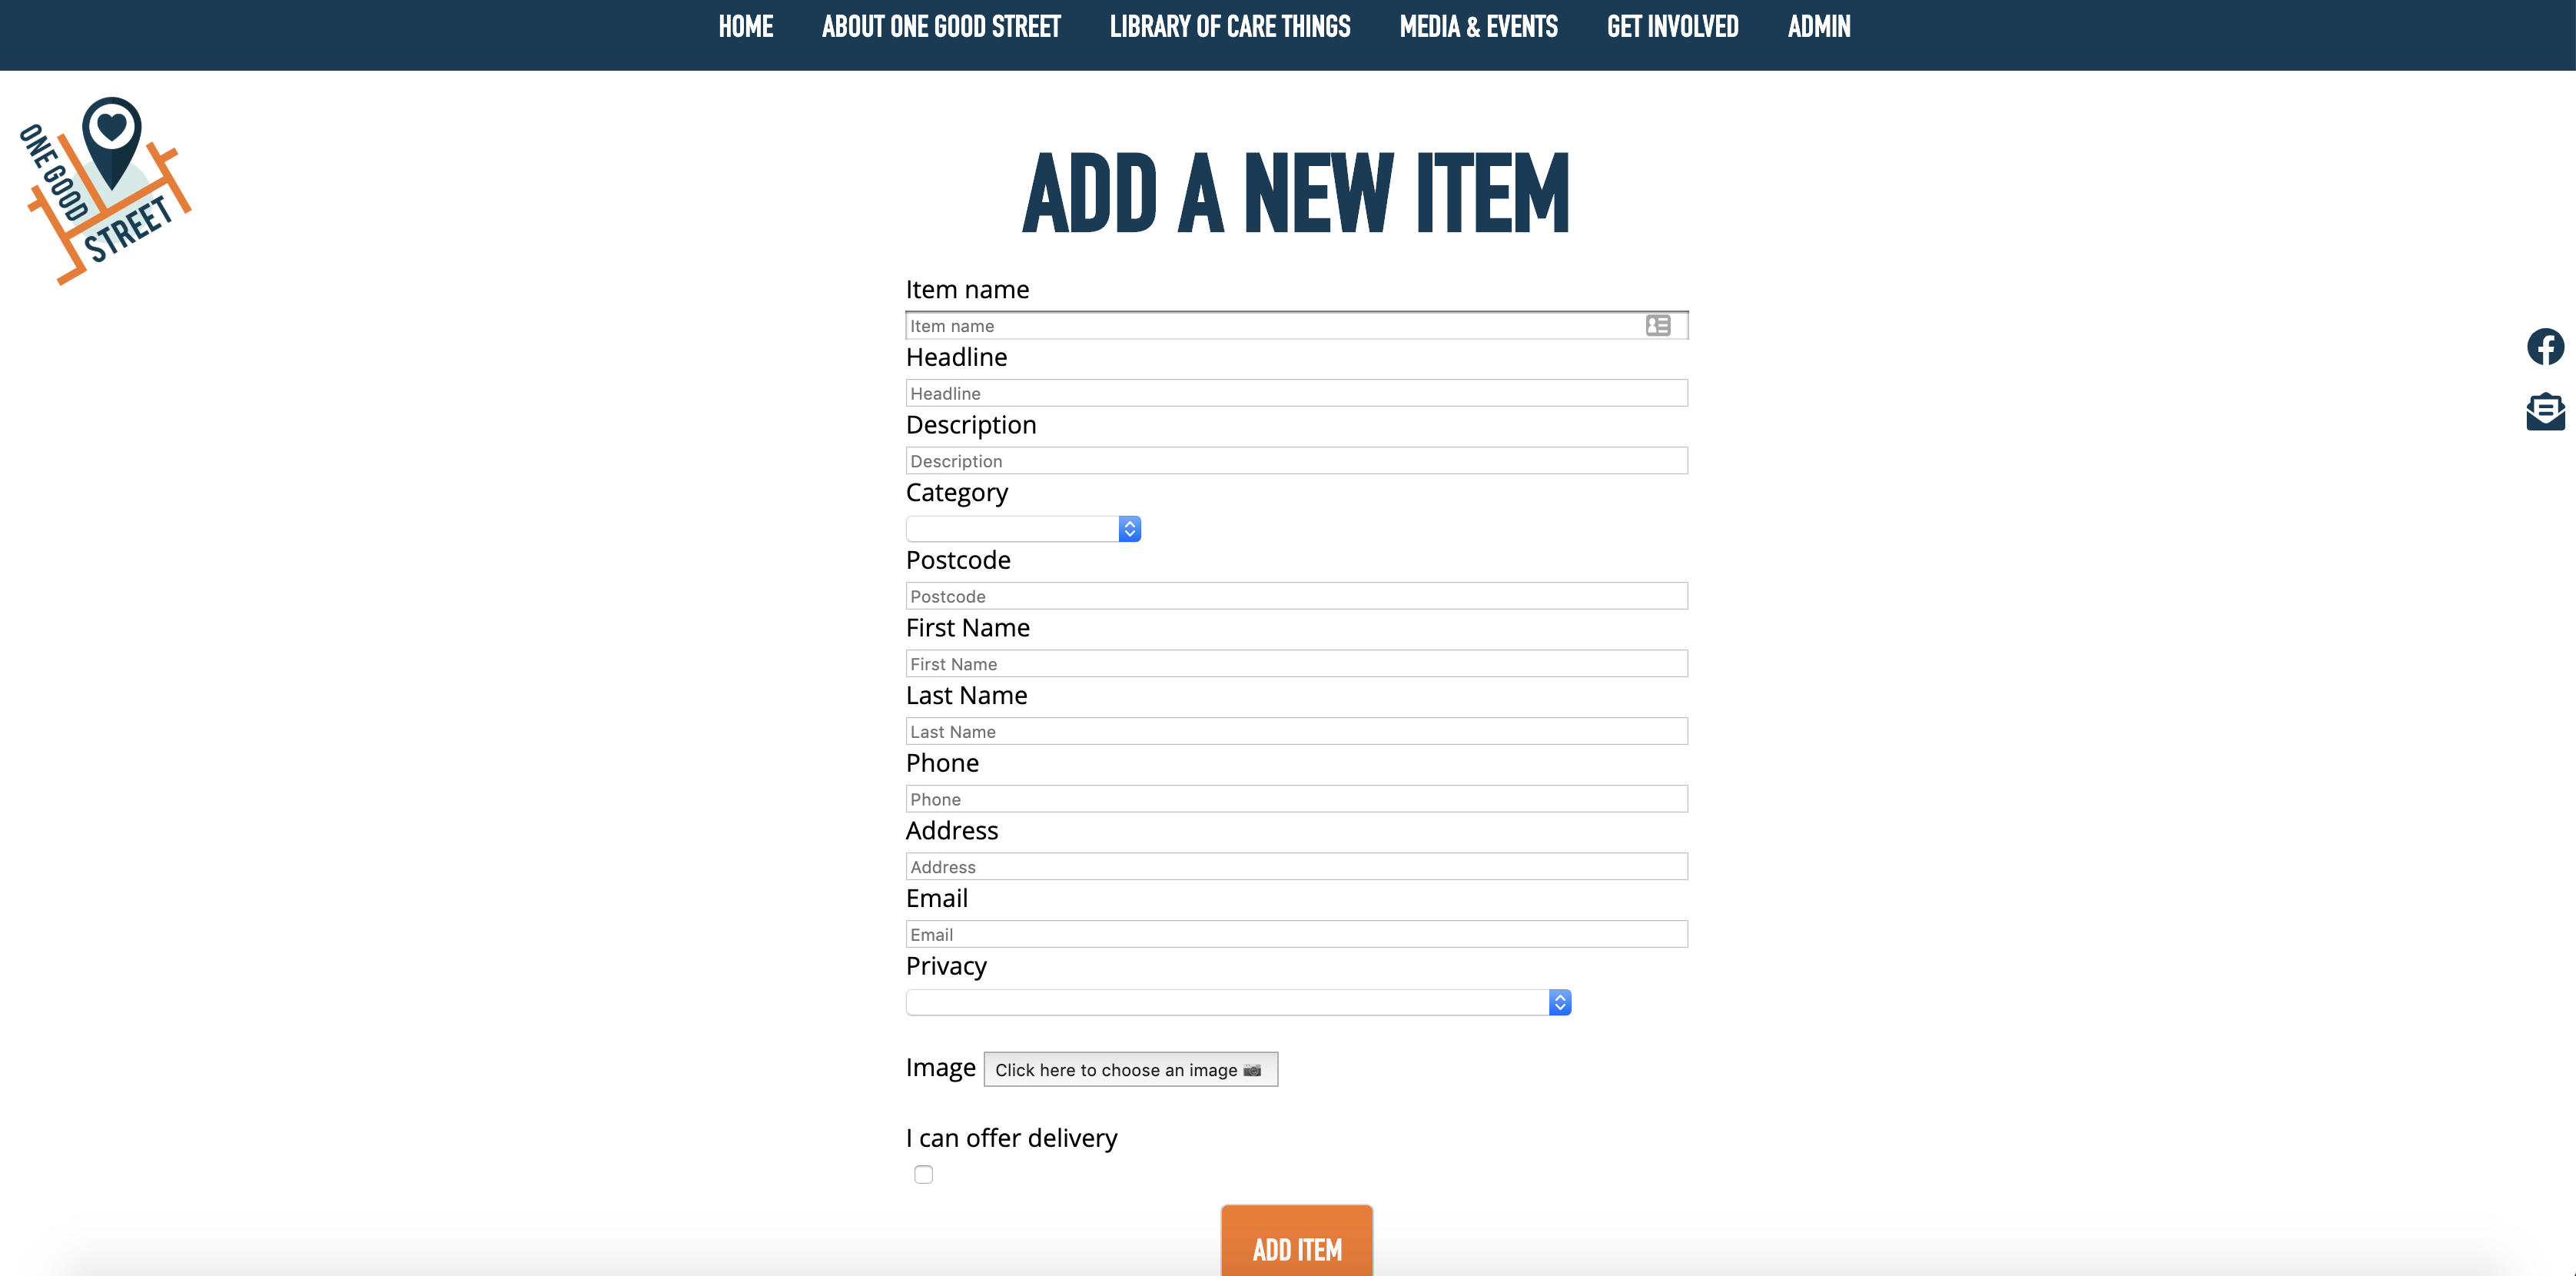 HOME ABOUT ONE GOOD STREET LIBRARY OF CARE THINGS MEDIA & EVENTS GET INVOLVED ADMIN
ONE GOOD
STREET
ADD A NEW ITEM
Item name
Item name
Headline
Headline
Description
Description
Category
Postcode
Postcode
First Name
First Name
Last Name
Last Name
Phone
Phone
Address
Address
Email
Email
Privacy
Image Click here to choose an image 📷
I can offer delivery
ADD ITEM